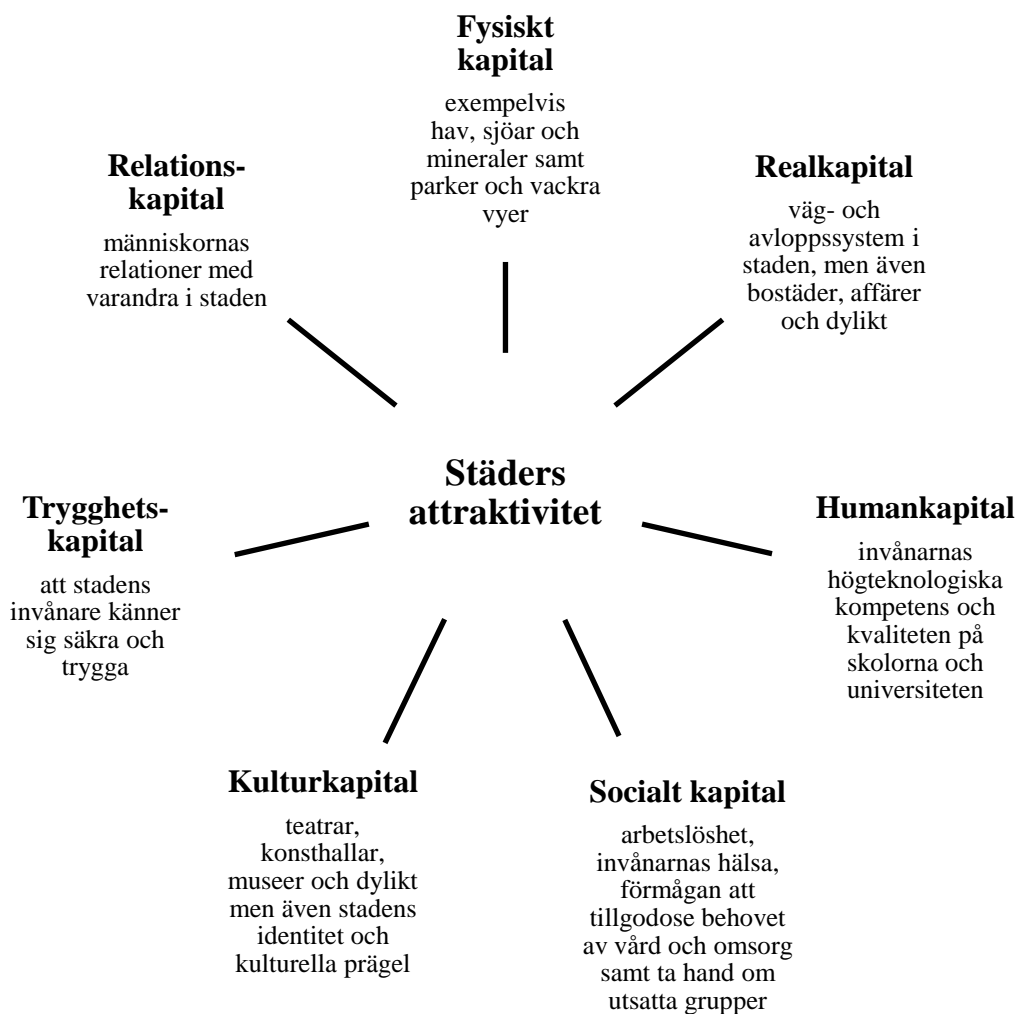 Fysiskt
kapital
exempelvis
hav, sjöar och
mineraler samt
parker och vackra
vyer
Relations-
kapital
människornas
relationer med
varandra i staden
Realkapital
väg- och
avloppssystem i
staden, men även
bostäder, affärer
och dylikt
Städers
attraktivitet
Trygghets-
kapital
att stadens
invånare känner
sig säkra och
trygga
Humankapital
invånarnas
högteknologiska
kompetens och
kvaliteten på
skolorna och
universiteten
Kulturkapital
teatrar,
konsthallar,
museer och dylikt
men även stadens
identitet och
kulturella prägel
Socialt kapital
arbetslöshet,
invånarnas hälsa,
förmågan att
tillgodose behovet
av vård och omsorg
samt ta hand om
utsatta grupper